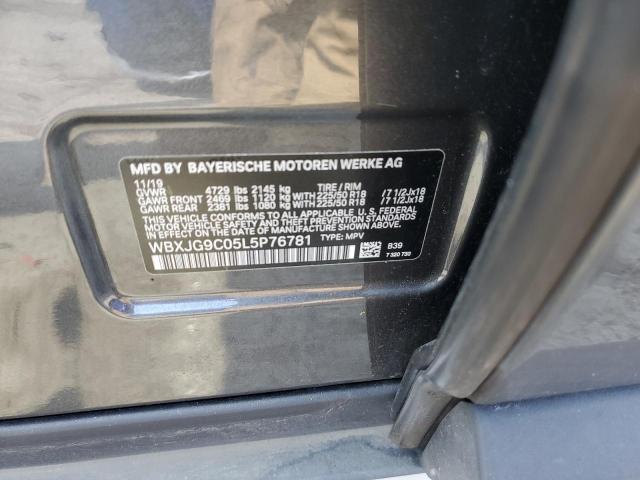 MFD BY BAYERISCHE MOTOREN WERKE AG
11/19
GVWR 4729 lbs 2145 kg TIRE / RIM
GAWR FRONT 2469 lbs 1120 kg WITH 225/50 R18 /7 1/2Jx18
GAWR REAR 2381 lbs 1080 kg WITH 225/50 R18 /7 1/2Jx18
THIS VEHICLE CONFORMS TO ALL APPLICABLE U.S. FEDERAL
MOTOR VEHICLE SAFETY AND THEFT PREVENTION STANDARDS
IN EFFECT ON THE DATE OF MANUFACTURE SHOWN ABOVE.
WBXJG9C05L5P76781 TYPE: MPV B39
7 320 733